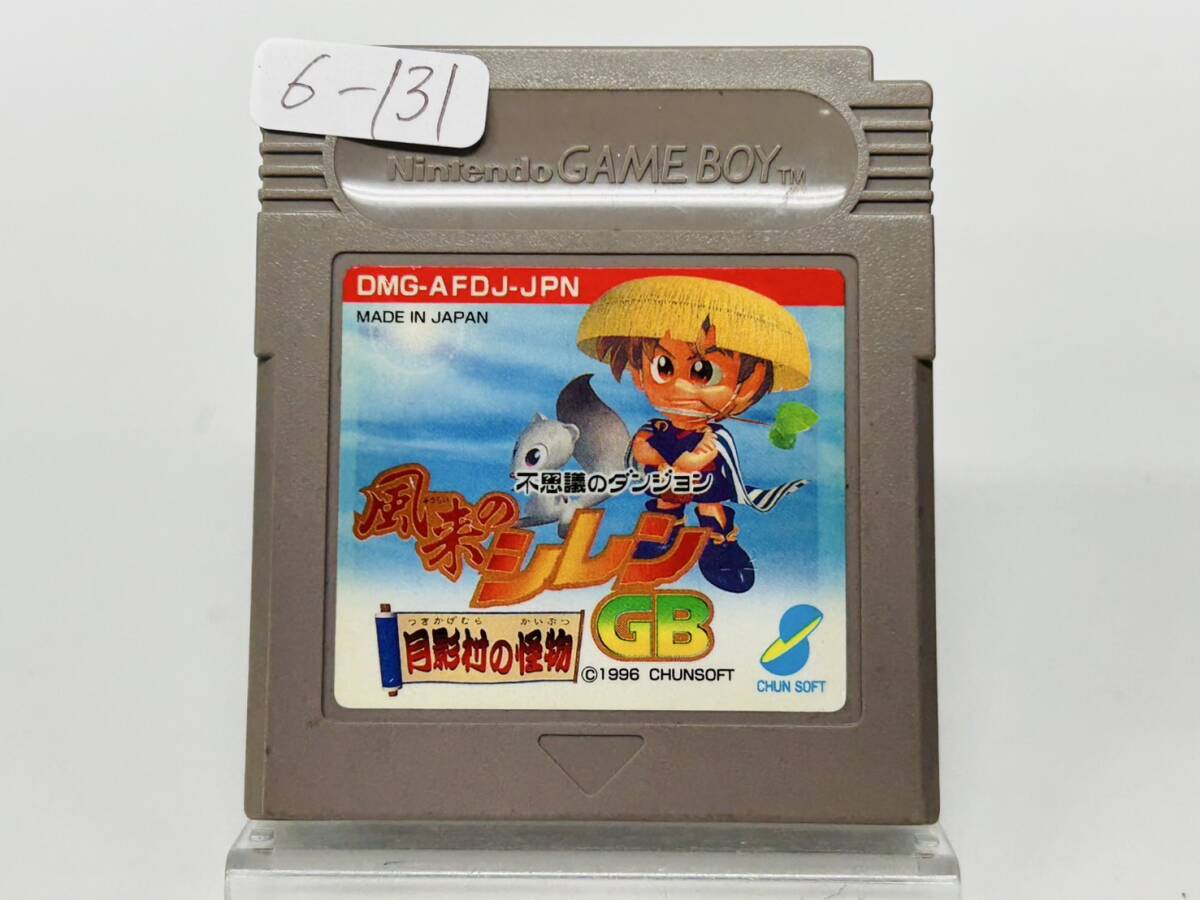 6-131
Nintendo GAME BOY TM
DMG-AFDJ-JPN
MADE IN JAPAN
不思議のダンジョン
風来のシレン
ふうらい
GB
つきかげむら かいぶつ
月影村の怪物
©1996 CHUNSOFT
CHUN SOFT